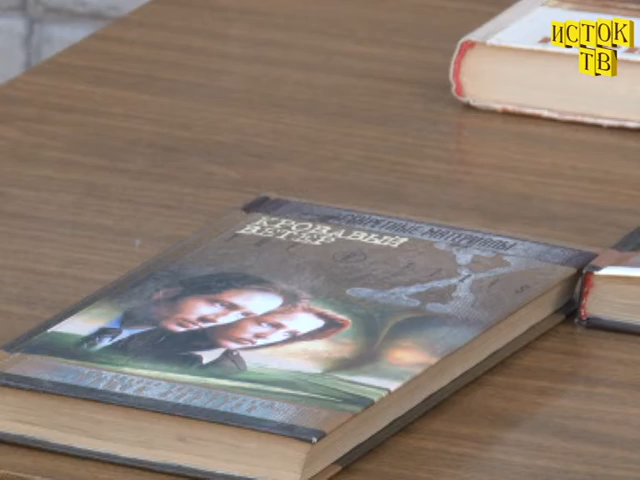 ИСТОК
ТВ
СЕКРЕТНЫЕ МАТЕРИАЛЫ
КРОВАВЫЙ
ВЕТЕР
X